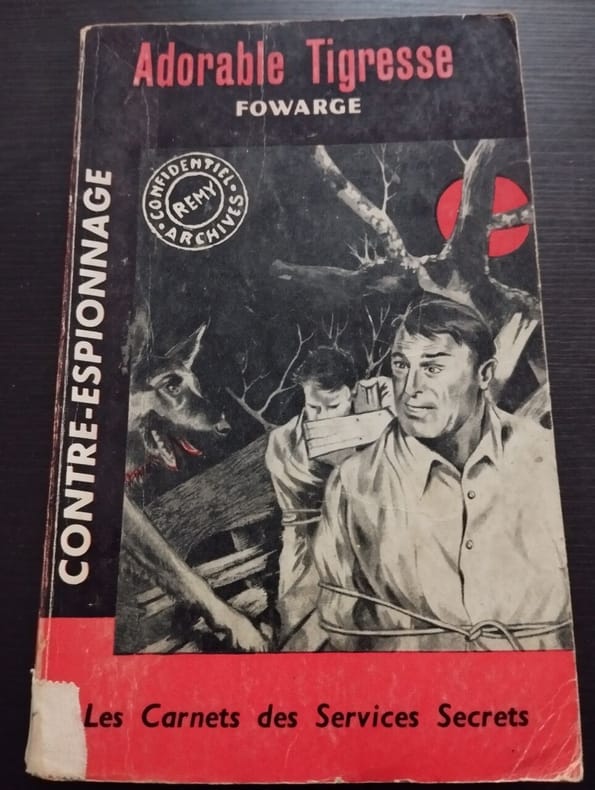 Adorable Tigresse
FOWARGE
CONFIDENTIEL
REMY
ARCHIVES
CONTRE-ESPIONNAGE
Les Carnets des Services Secrets